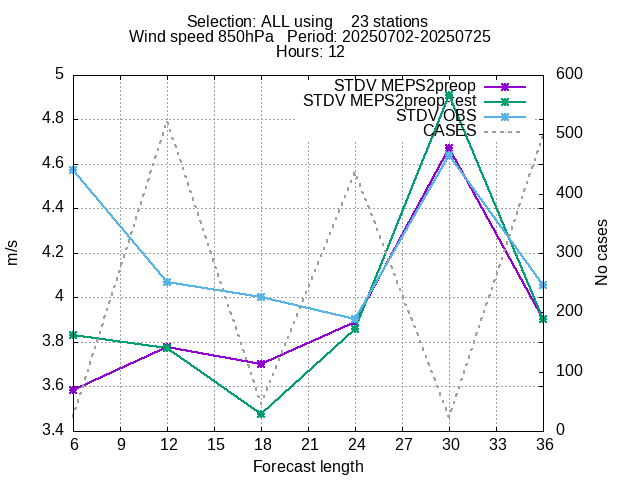 Selection: ALL using    23 stations
Wind speed 850hPa   Period: 20250702-20250725
Hours: 12
STDV MEPS2preop
STDV MEPS2preopTest
STDV OBS
CASES
5
4.8
4.6
4.4
4.2
4
3.8
3.6
3.4
m/s
600
500
400
300
200
100
0
No cases
6 9 12 15 18 21 24 27 30 33 36
Forecast length